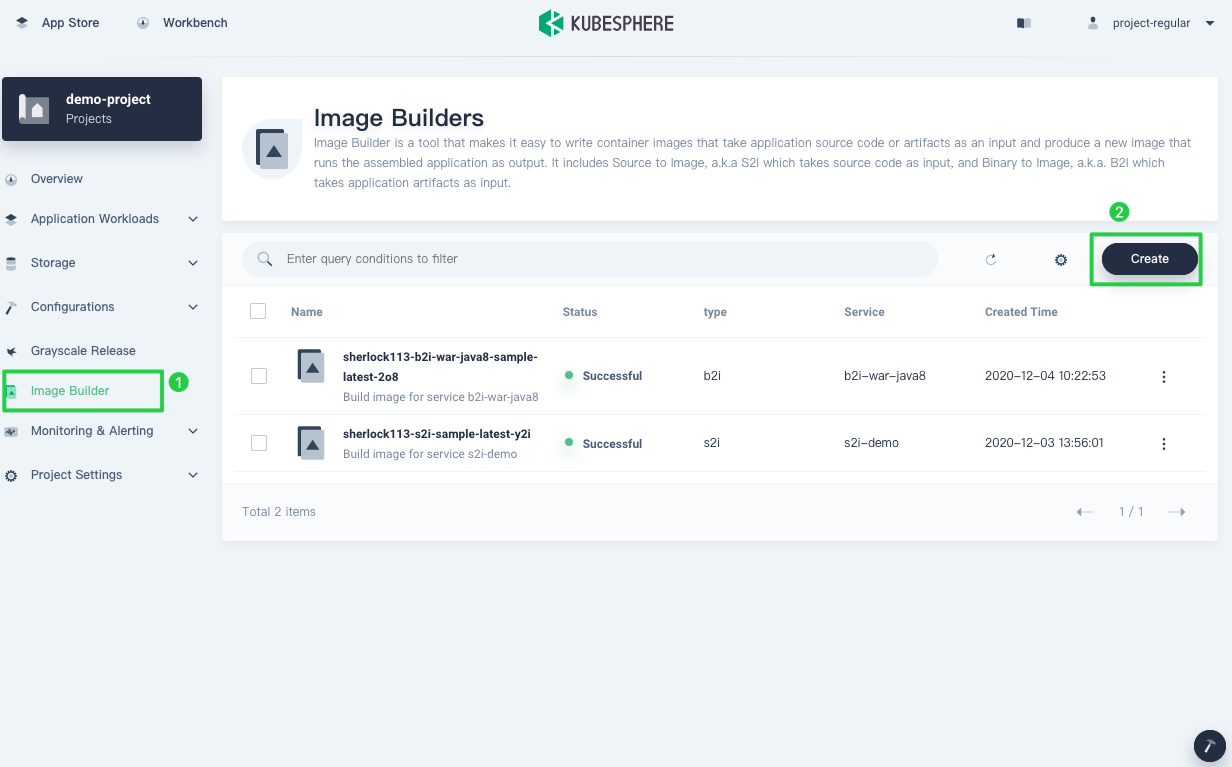 App Store
Workbench
KUBESPHERE
project-regular
demo-project
Projects
Overview
Application Workloads
Storage
Configurations
Grayscale Release
Image Builder
1
Monitoring & Alerting
Project Settings
Image Builders
Image Builder is a tool that makes it easy to write container images that take application source code or artifacts as an input and produce a new image that
runs the assembled application as output. It includes Source to Image, a.k.a S2I which takes source code as input, and Binary to Image, a.k.a. B2I which
takes application artifacts as input.
2
Enter query conditions to filter
Create
Name Status type Service Created Time
sherlock113-b2i-war-java8-sample-
latest-2o8
Build image for service b2i-war-java8
Successful b2i b2i-war-java8 2020-12-04 10:22:53
sherlock113-s2i-sample-latest-y2i
Build image for service s2i-demo
Successful s2i s2i-demo 2020-12-03 13:56:01
Total 2 items
1 / 1